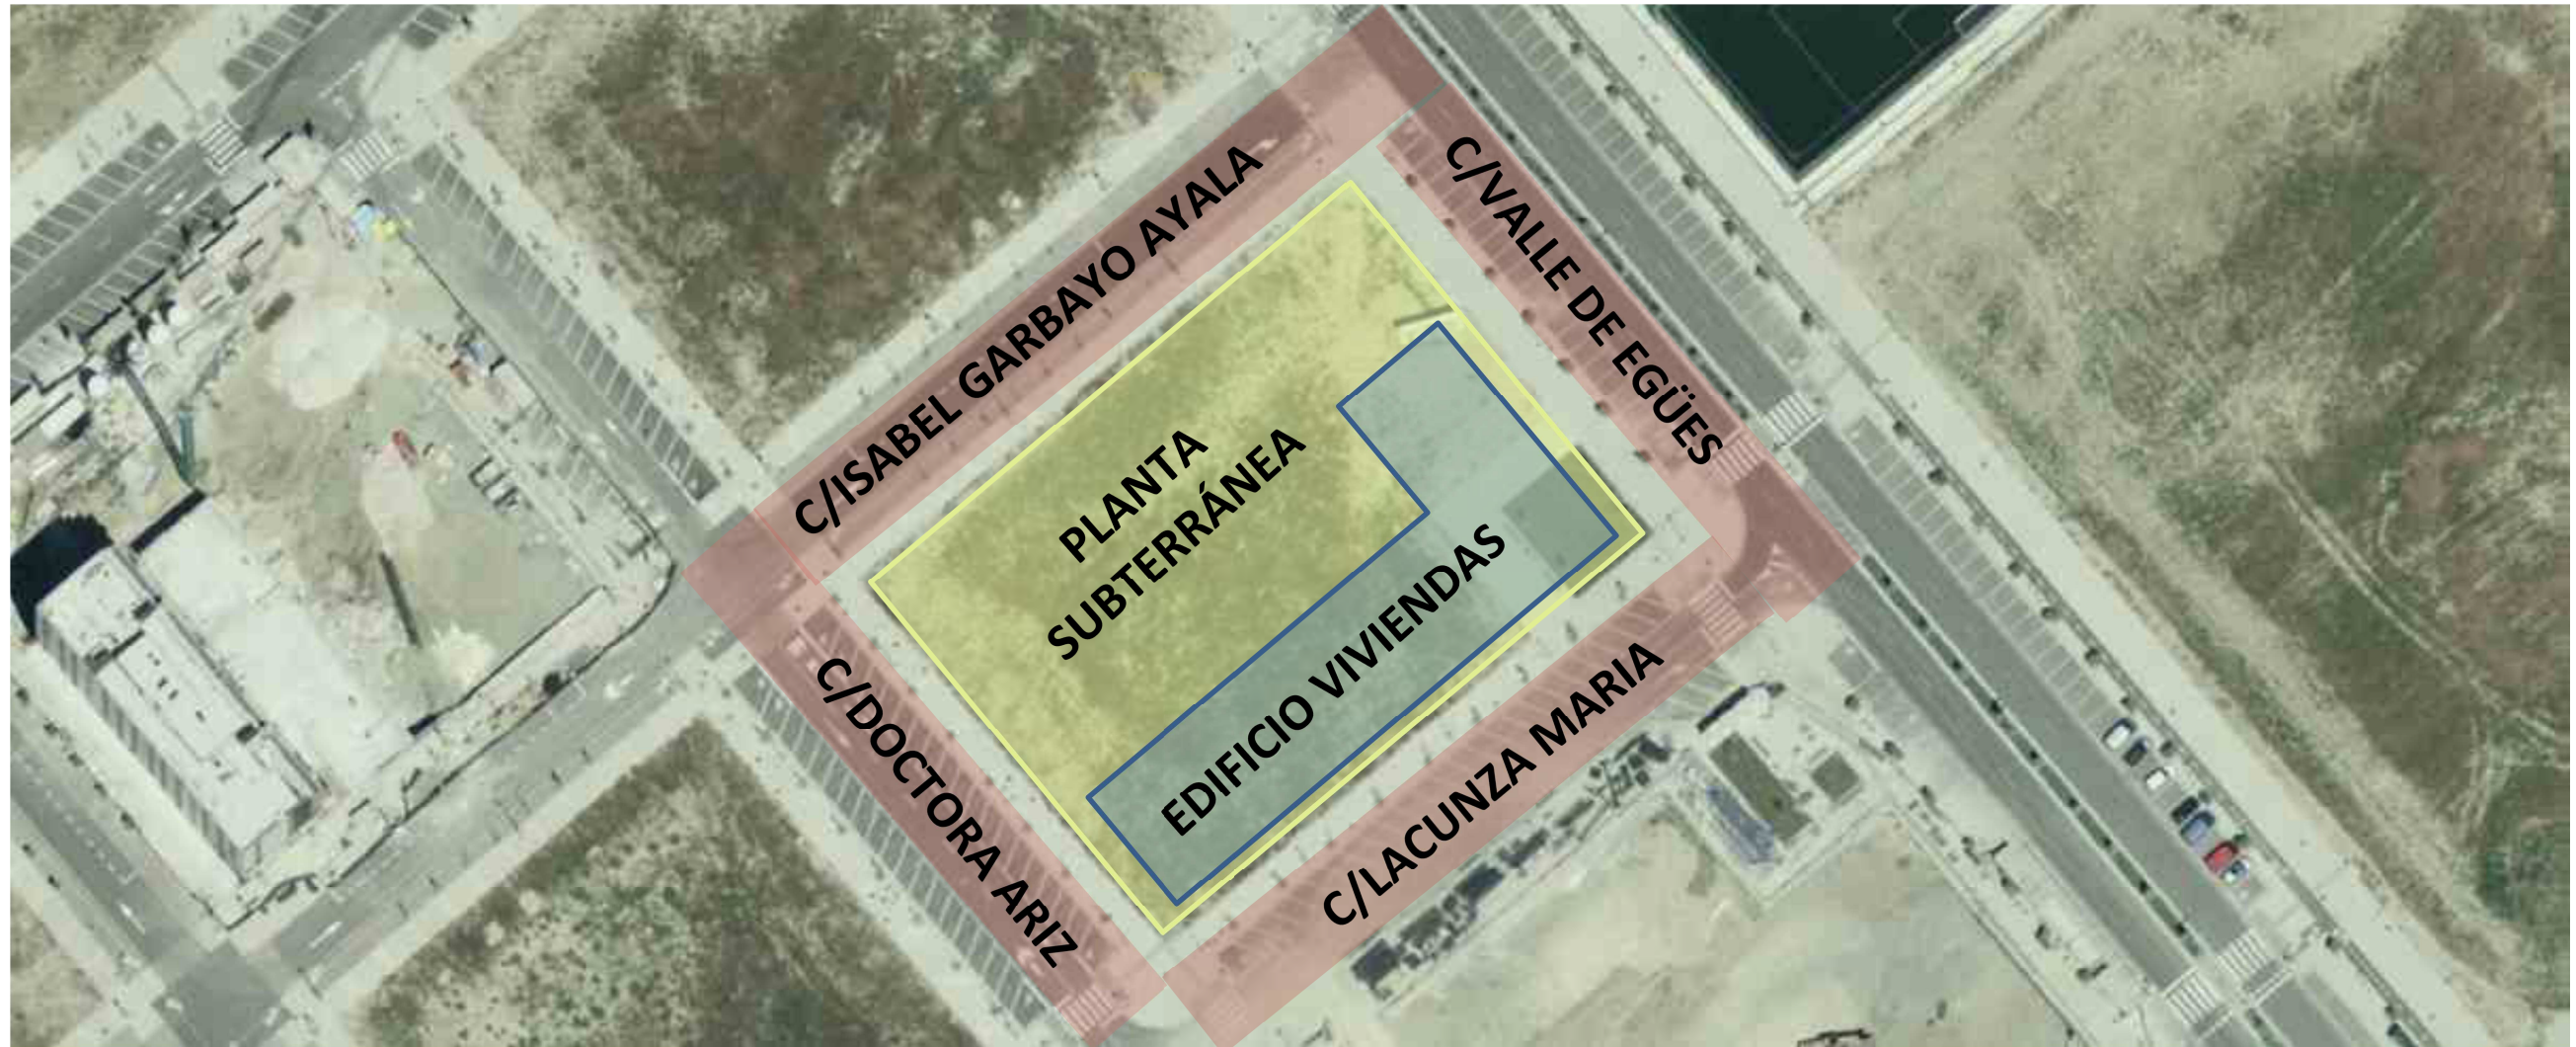 C/ISABEL GARBAYO AYALA
C/VALLE DE EGÜES
PLANTA
SUBTERRÁNEA
EDIFICIO VIVIENDAS
C/DOCTORA ARIZ
C/LACUNZA MARIA